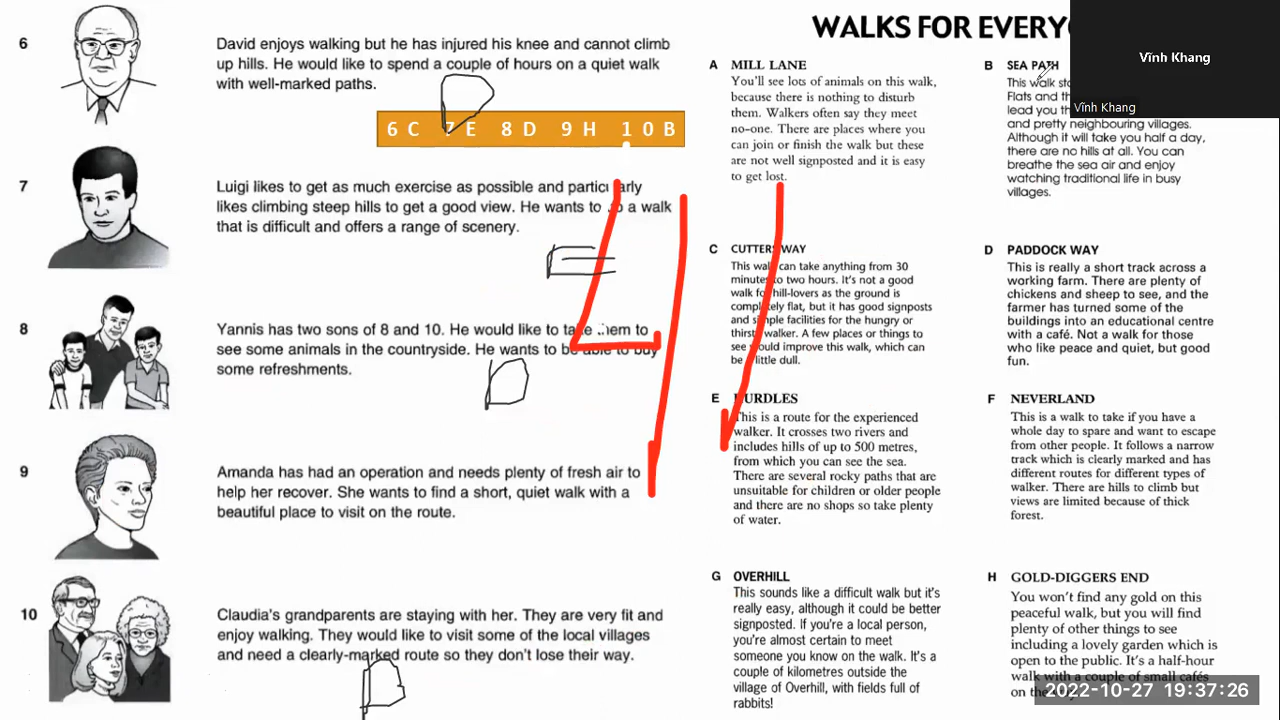 6
David enjoys walking but he has injured his knee and cannot climb
up hills. He would like to spend a couple of hours on a quiet walk
with well-marked paths.
D
6 C 7 E 8 D 9 H 1 0 B
7
Luigi likes to get as much exercise as possible and particularly
likes climbing steep hills to get a good view. He wants to do a walk
that is difficult and offers a range of scenery.
E
8
Yannis has two sons of 8 and 10. He would like to take them to
see some animals in the countryside. He wants to be able to buy
some refreshments.
D
9
Amanda has had an operation and needs plenty of fresh air to
help her recover. She wants to find a short, quiet walk with a
beautiful place to visit on the route.
10
Claudia's grandparents are staying with her. They are very fit and
enjoy walking. They would like to visit some of the local villages
and need a clearly-marked route so they don't lose their way.
D
WALKS FOR EVERYO
A MILL LANE
You'll see lots of animals on this walk,
because there is nothing to disturb
them. Walkers often say they meet
no-one. There are places where you
can join or finish the walk but these
are not well signposted and it is easy
to get lost.
B SEA PATH
This walk
Flats and
lead you
and pretty neighbouring villages.
Although it will take you half a day,
there are no hills at all. You can
breathe the sea air and enjoy
watching traditional life in busy
villages.
C CUTTERS WAY
This walk can take anything from 30
minutes to two hours. It's not a good
walk for hill-lovers as the ground is
completely flat, but it has good signposts
and simple facilities for the hungry or
thirsty walker. A few places or things to
see would improve this walk, which can
be a little dull.
D PADDOCK WAY
This is really a short track across a
working farm. There are plenty of
chickens and sheep to see, and the
farmer has turned some of the
buildings into an educational centre
with a café. Not a walk for those
who like peace and quiet, but good
fun.
E HURDLES
This is a route for the experienced
walker. It crosses two rivers and
includes hills of up to 500 metres,
from which you can see the sea.
There are several rocky paths that are
unsuitable for children or older people
and there are no shops so take plenty
of water.
F NEVERLAND
This is a walk to take if you have a
whole day to spare and want to escape
from other people. It follows a narrow
track which is clearly marked and has
different routes for different types of
walker. There are hills to climb but
views are limited because of thick
forest.
G OVERHILL
This sounds like a difficult walk but it's
really easy, although it could be better
signposted. If you're a local person,
you're almost certain to meet
someone you know on the walk. It's a
couple of kilometres outside the
village of Overhill, with fields full of
rabbits!
H GOLD-DIGGERS END
You won't find any gold on this
peaceful walk, but you will find
plenty of other things to see
including a lovely garden which is
open to the public. It's a half-hour
walk with a couple of small cafés
on the
Vĩnh Khang
Vĩnh Khang
2022-10-27 19:37:26